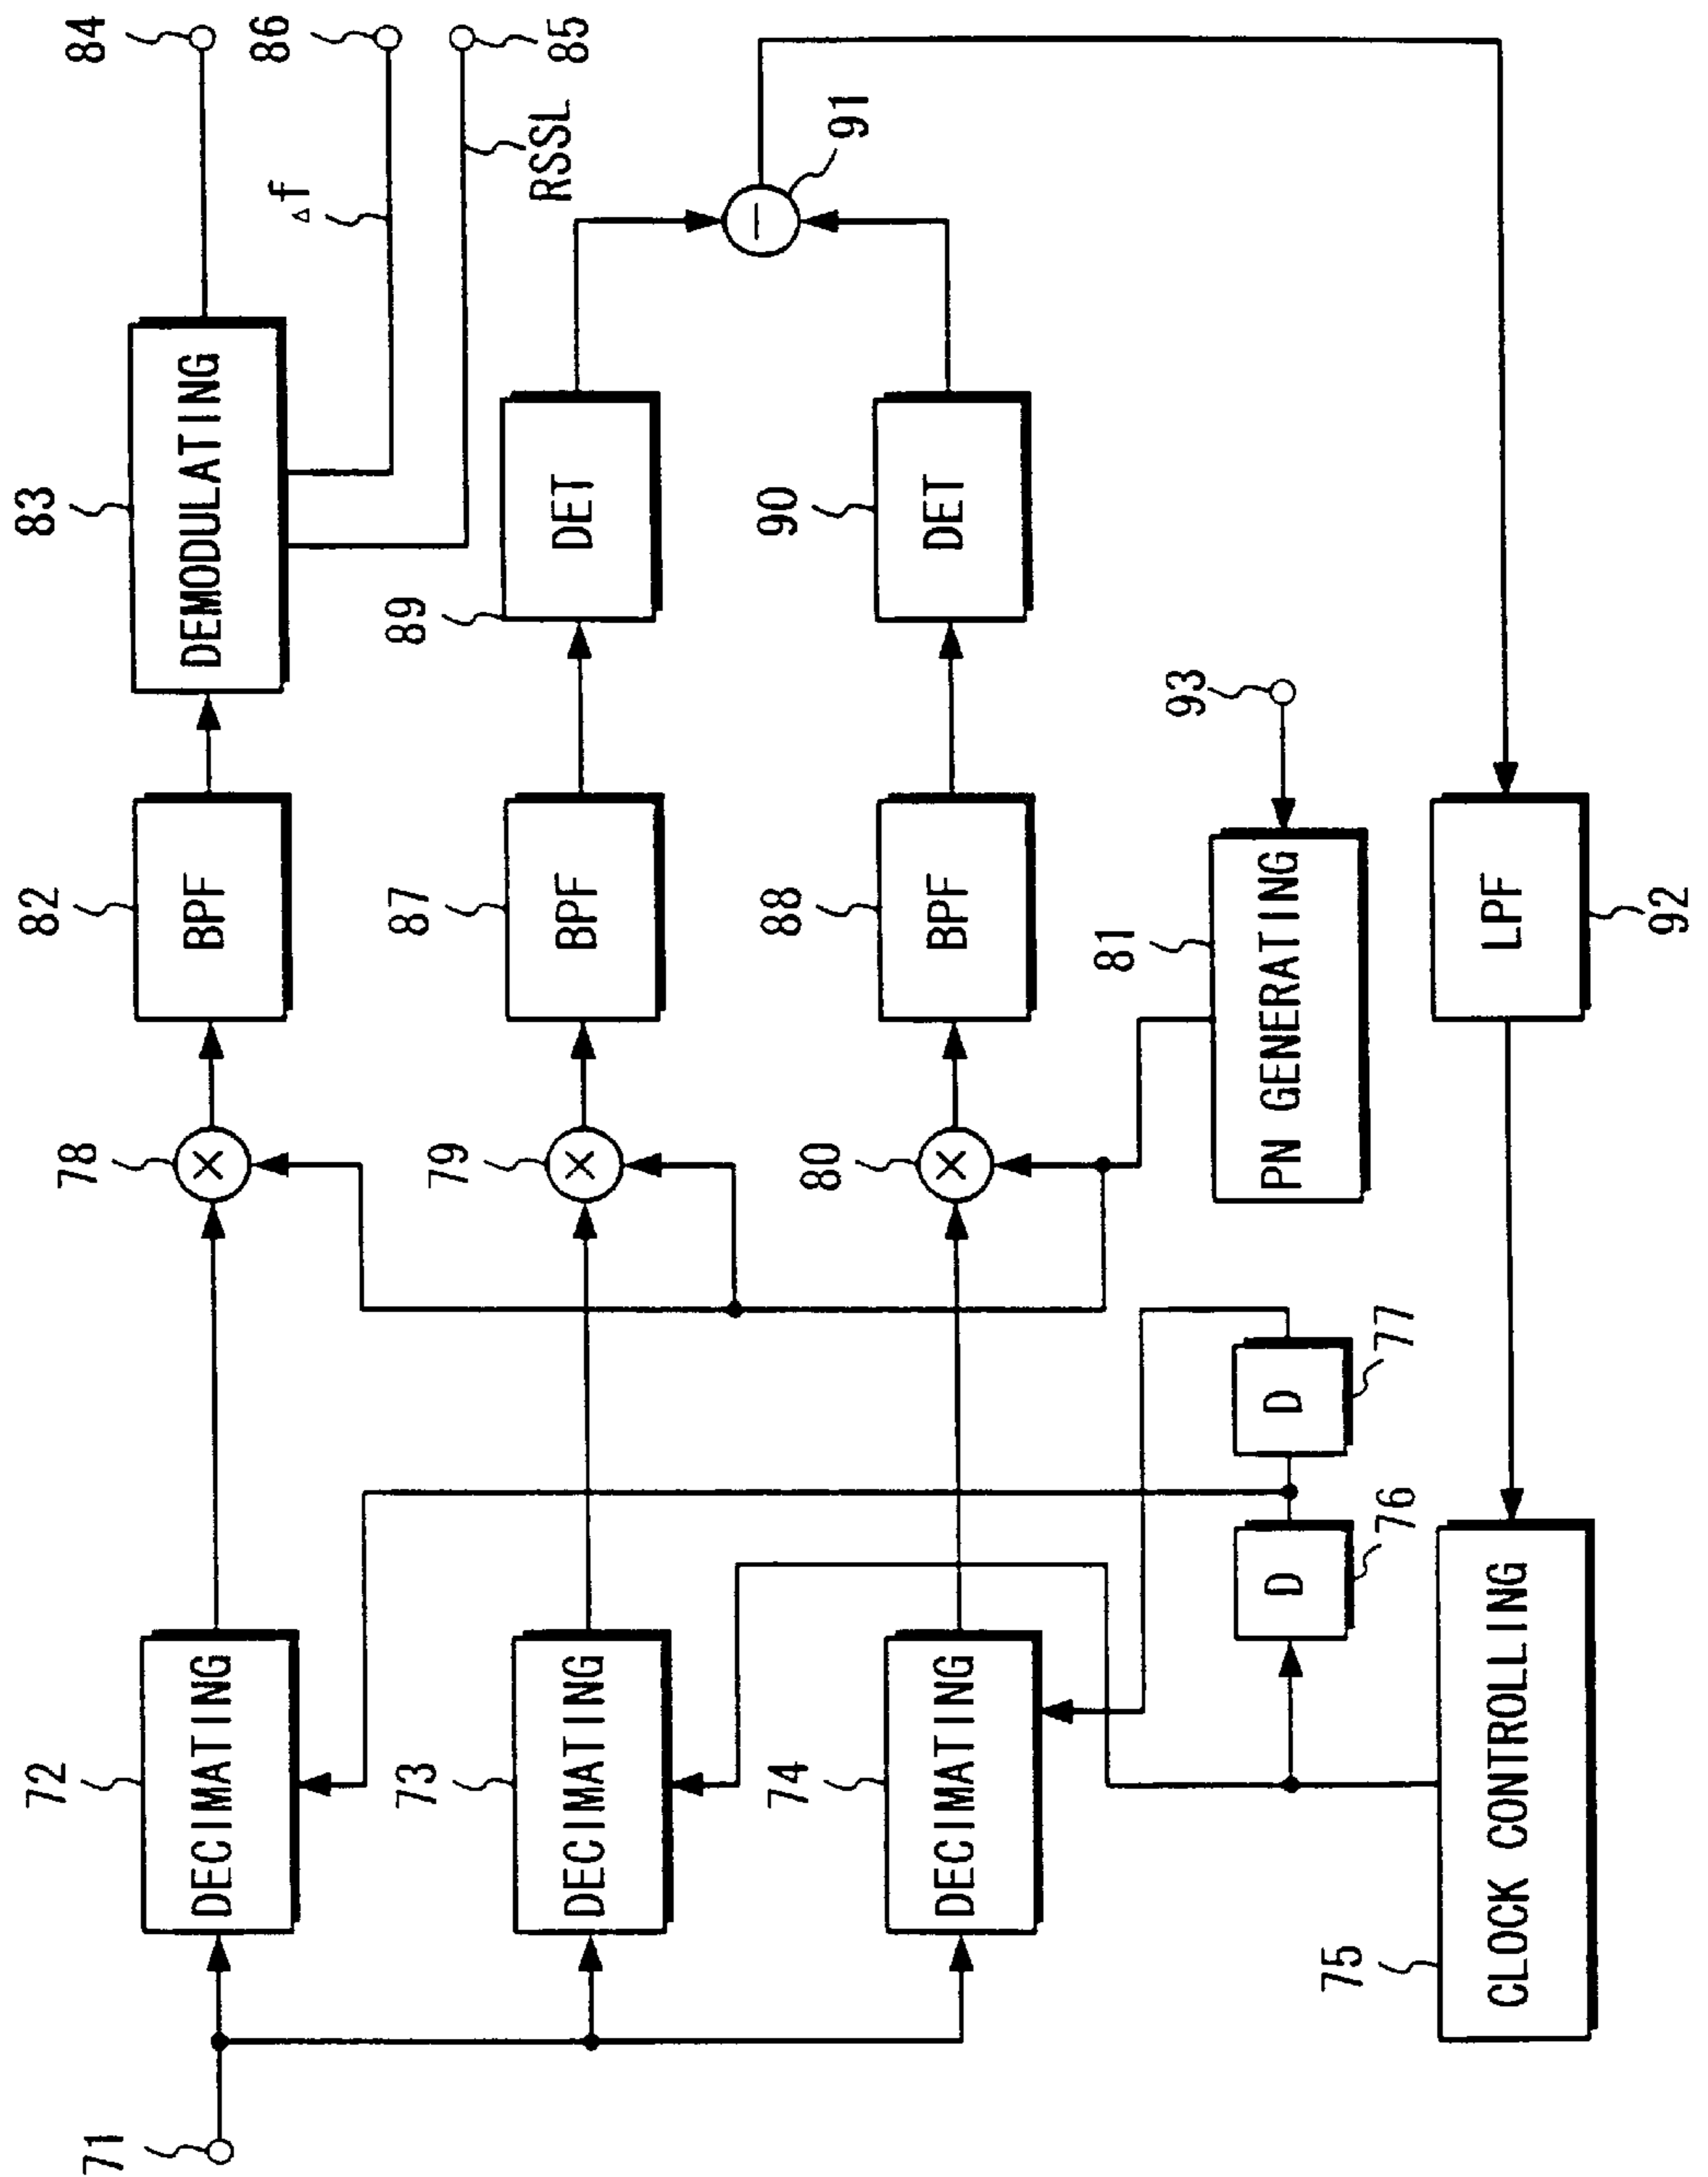 84
86
85
△f
RSSL
83
DEMODULATING
89
DET
90
DET
91
93
82
BPF
87
BPF
88
BPF
81
PN GENERATING
LPF
92
78
×
79
×
80
×
−
77
D
76
D
72
DECIMATING
73
DECIMATING
74
DECIMATING
75
CLOCK CONTROLLING
71